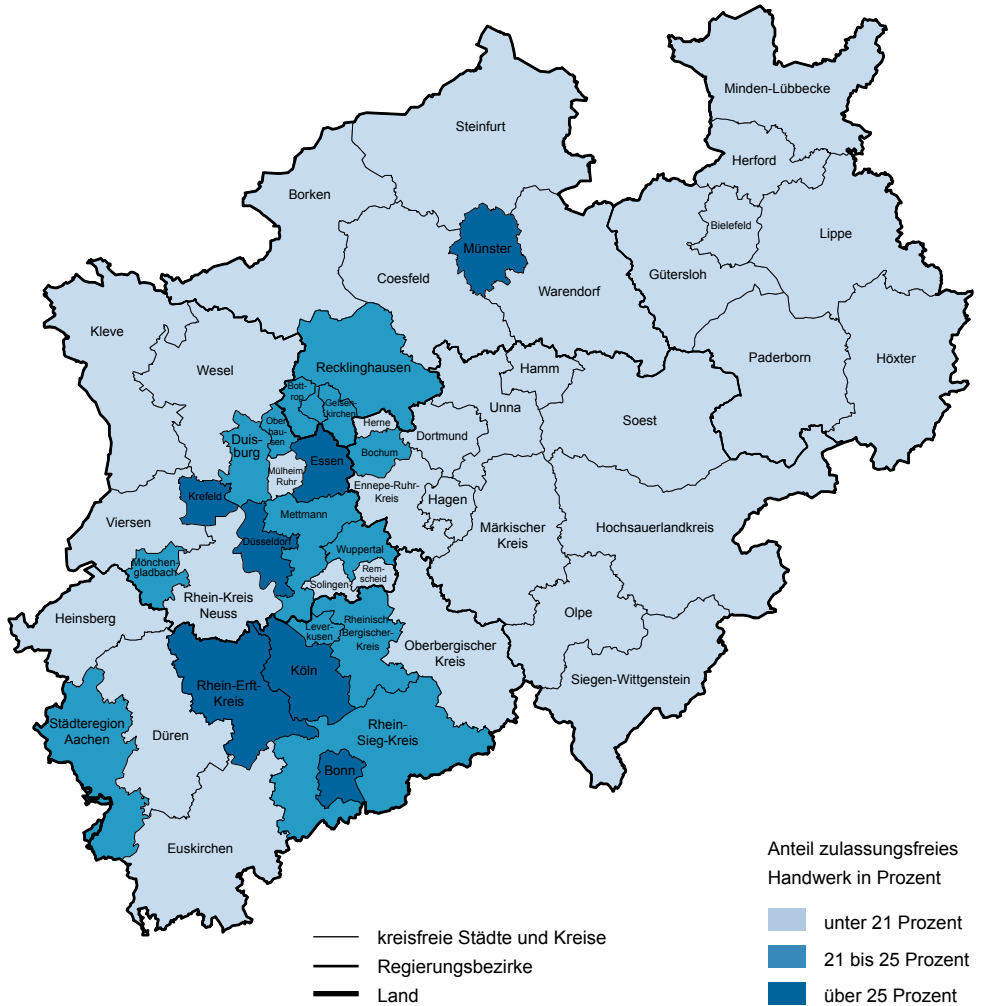 Minden-Lübbecke
Steinfurt
Herford
Borken
Bielefeld
Lippe
Münster
Coesfeld
Gütersloh
Warendorf
Kleve
Paderborn
Höxter
Wesel
Recklinghausen
Hamm
Bott-
rop
Gelsen-
kirchen
Unna
Soest
Ober
hau-
sen
Herne
Dortmund
Duis-
burg
Essen
Bochum
Mülheim
Ruhr
Ennepe-Ruhr-
Kreis
Krefeld
Hagen
Mettmann
Viersen
Märkischer
Kreis
Hochsauerlandkreis
Düsseldorf
Wuppertal
Mönchen-
gladbach
Rem-
scheid
Solingen
Rhein-Kreis
Neuss
Heinsberg
Olpe
Rheinisch
Bergischer-
Kreis
Lever-
kusen
Oberbergischer
Kreis
Köln
Siegen-Wittgenstein
Rhein-Erft-
Kreis
Städteregion
Aachen
Rhein-
Sieg-Kreis
Düren
Bonn
Euskirchen
Anteil zulassungsfreies
Handwerk in Prozent
unter 21 Prozent
21 bis 25 Prozent
über 25 Prozent
kreisfreie Städte und Kreise
Regierungsbezirke
Land